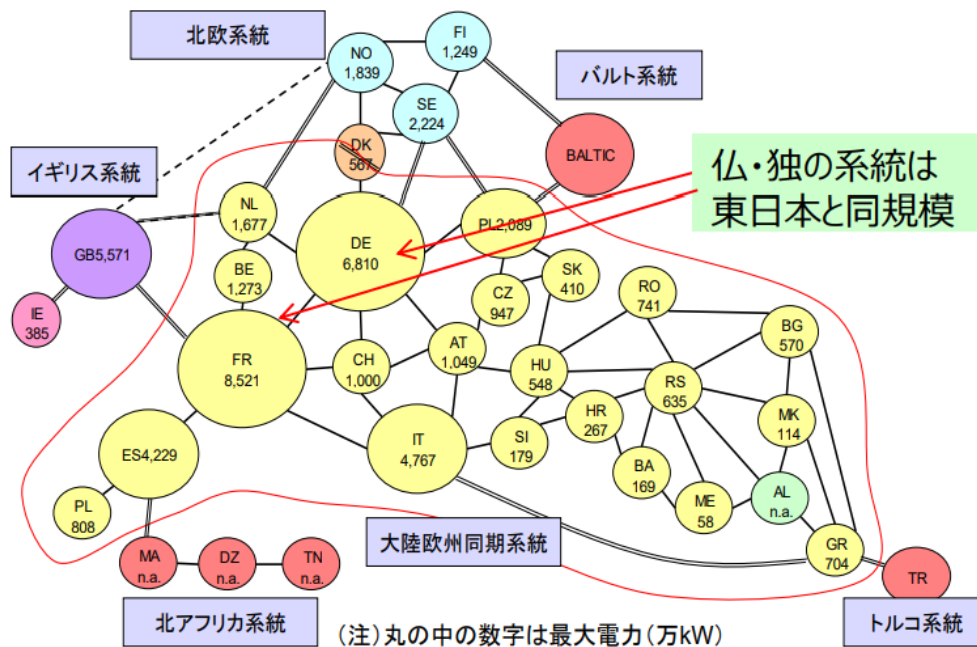 北欧系統
NO
1,839
FI
1,249
バルト系統
SE
2,224
DK
567
BALTIC
仏・独の系統は
東日本と同規模
イギリス系統
NL
1,677
DE
6,810
PL2,089
GB5,571
BE
1,273
CZ
947
SK
410
RO
741
IE
385
BG
570
FR
8,521
CH
1,000
AT
1,049
HU
548
RS
635
HR
267
MK
114
ES4,229
IT
4,767
SI
179
BA
169
AL
n.a.
PL
808
ME
58
大陸欧州同期系統
GR
704
MA
n.a.
DZ
n.a.
TN
n.a.
TR
北アフリカ系統
トルコ系統
(注)丸の中の数字は最大電力(万kW)